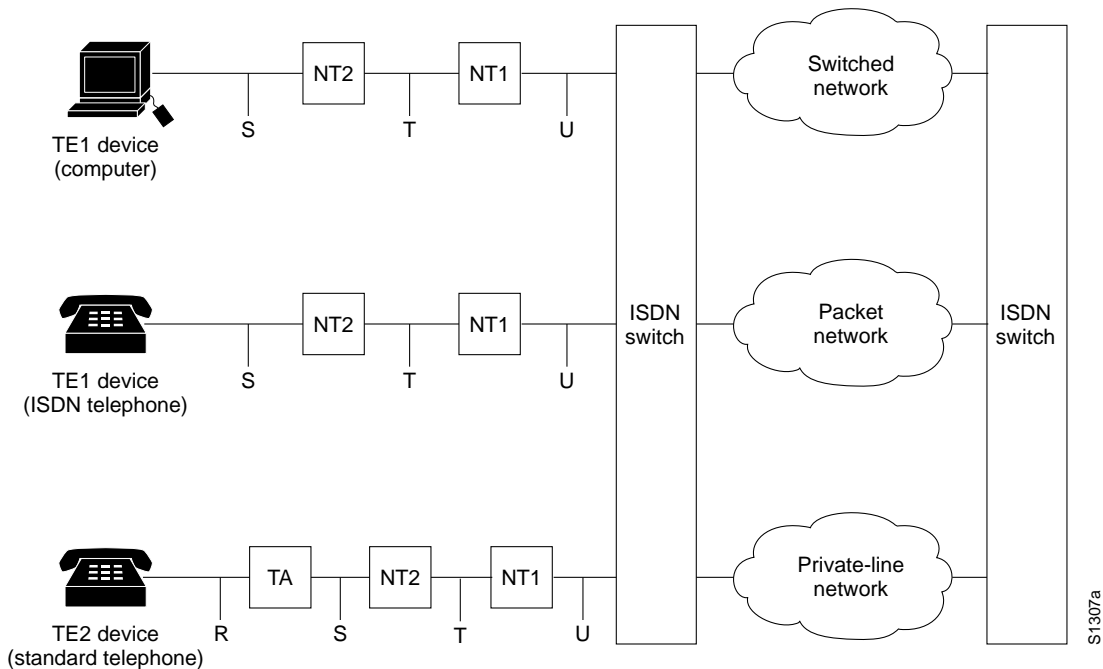 NT2
NT1
Switched
network
S
T
U
TE1 device
(computer)
NT2
NT1
ISDN
switch
Packet
network
ISDN
switch
S
T
U
TE1 device
(ISDN telephone)
TA
NT2
NT1
Private-line
network
R
S
T
U
TE2 device
(standard telephone)
S1307a